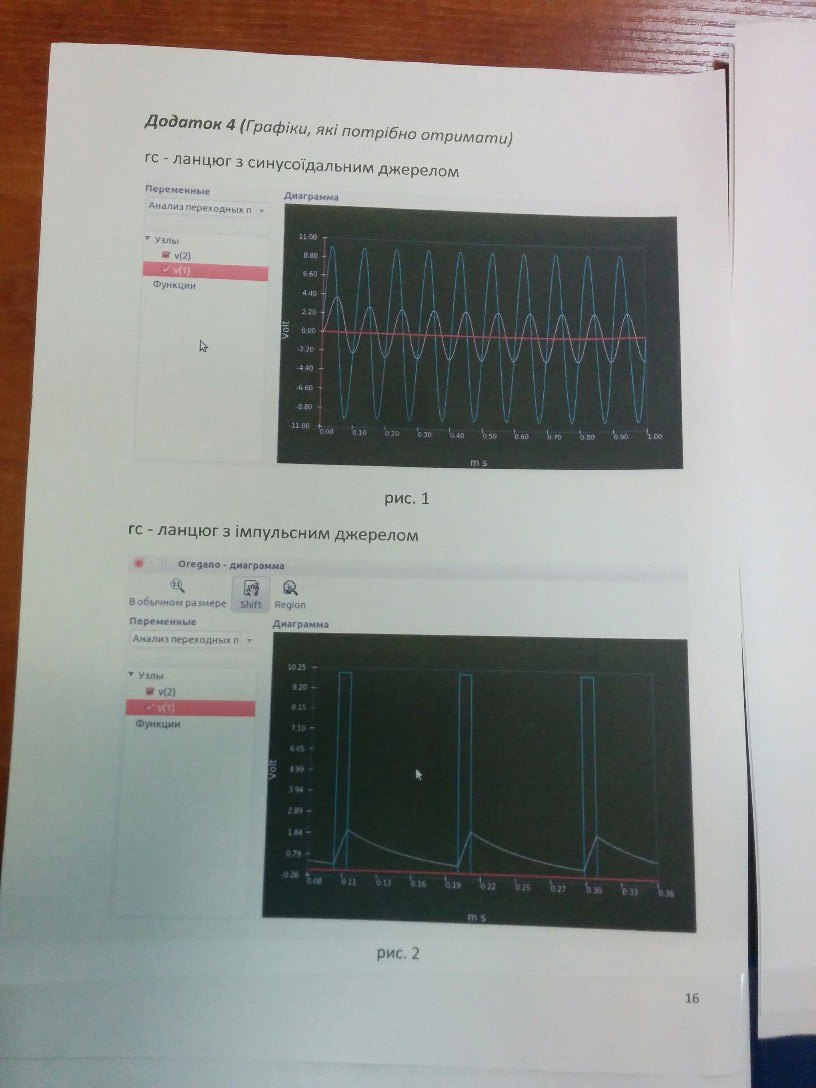 Додаток 4 (Графіки, які потрібно отримати)
rc - ланцюг з синусоїдальним джерелом
Переменные
Анализ переходных п
Диаграмма
Узлы
v(2)
v(1)
Функции
Volt
11.00
8.80
6.60
4.40
2.20
0.00
-2.20
-4.40
-6.60
-8.80
-11.00
0.00 0.10 0.20 0.30 0.40 0.50 0.60 0.70 0.80 0.90 1.00
m s
рис. 1
rc - ланцюг з імпульсним джерелом
Oregano - диаграмма
В обычном размере Shift Region
Переменные
Анализ переходных п
Диаграмма
Узлы
v(2)
v(1)
Функции
Volt
10.25
9.20
8.15
7.10
6.05
4.99
3.94
2.89
1.84
0.79
-0.26
0.08 0.11 0.13 0.16 0.19 0.22 0.25 0.27 0.30 0.33 0.36
m s
рис. 2
16